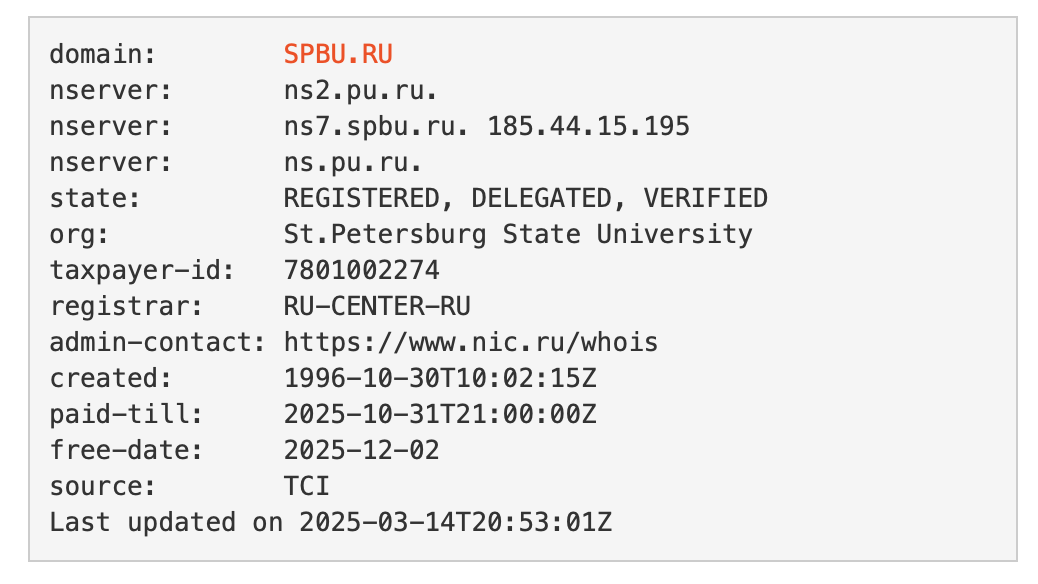 domain: SPBU.RU
nserver: ns2.pu.ru.
nserver: ns7.spbu.ru. 185.44.15.195
nserver: ns.pu.ru.
state: REGISTERED, DELEGATED, VERIFIED
org: St.Petersburg State University
taxpayer-id: 7801002274
registrar: RU-CENTER-RU
admin-contact: https://www.nic.ru/whois
created: 1996-10-30T10:02:15Z
paid-till: 2025-10-31T21:00:00Z
free-date: 2025-12-02
source: TCI
Last updated on 2025-03-14T20:53:01Z